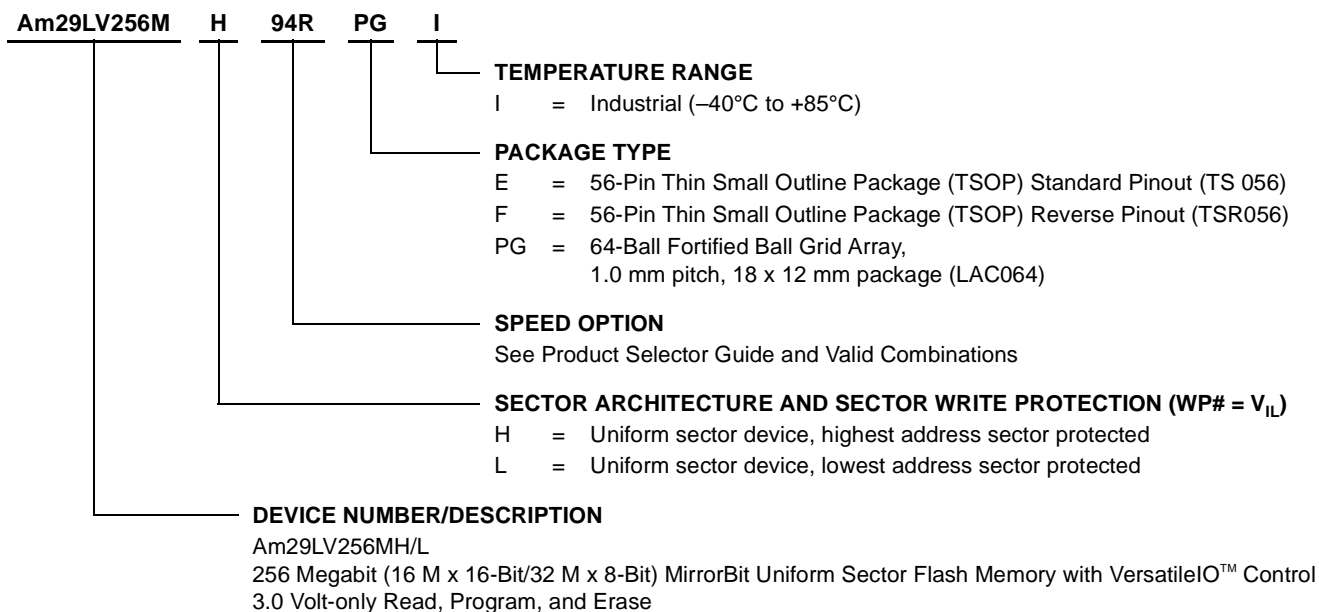 Am29LV256M H 94R PG I
TEMPERATURE RANGE
I = Industrial (–40°C to +85°C)
PACKAGE TYPE
E = 56-Pin Thin Small Outline Package (TSOP) Standard Pinout (TS 056)
F = 56-Pin Thin Small Outline Package (TSOP) Reverse Pinout (TSR056)
PG = 64-Ball Fortified Ball Grid Array,
1.0 mm pitch, 18 x 12 mm package (LAC064)
SPEED OPTION
See Product Selector Guide and Valid Combinations
SECTOR ARCHITECTURE AND SECTOR WRITE PROTECTION (WP# = VIL)
H = Uniform sector device, highest address sector protected
L = Uniform sector device, lowest address sector protected
DEVICE NUMBER/DESCRIPTION
Am29LV256MH/L
256 Megabit (16 M x 16-Bit/32 M x 8-Bit) MirrorBit Uniform Sector Flash Memory with VersatileIO™ Control
3.0 Volt-only Read, Program, and Erase